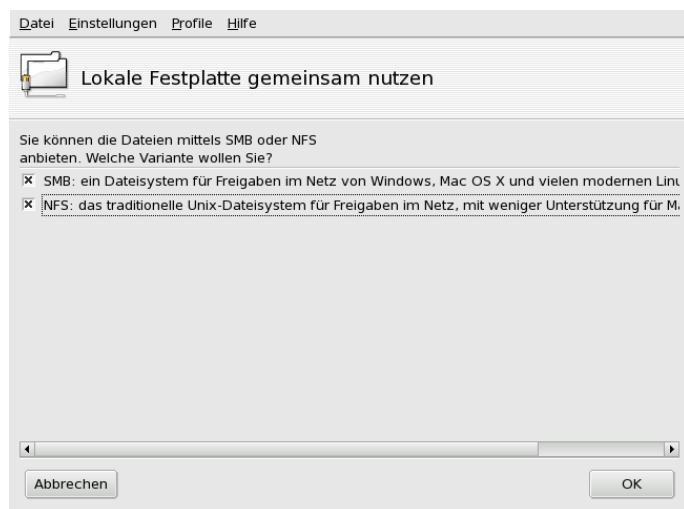 Datei Einstellungen Profile Hilfe
Lokale Festplatte gemeinsam nutzen
Sie können die Dateien mittels SMB oder NFS
anbieten. Welche Variante wollen Sie?
SMB: ein Dateisystem für Freigaben im Netz von Windows, Mac OS X und vielen modernen
NFS: das traditionelle Unix-Dateisystem für Freigaben im Netz, mit weniger Unterstützung für
Abbrechen OK